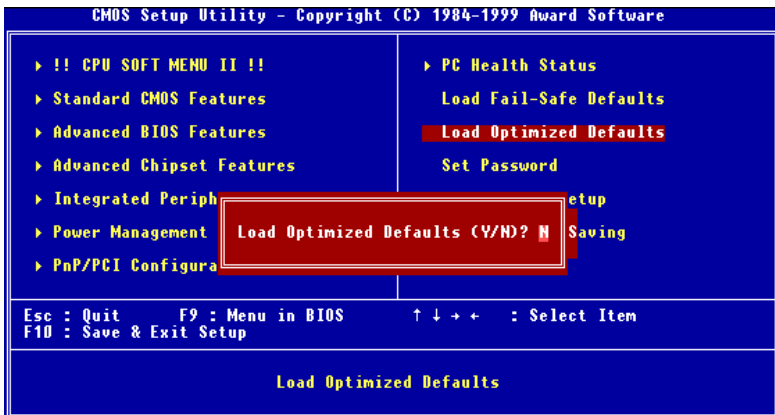 CMOS Setup Utility - Copyright (C) 1984-1999 Award Software
!! CPU SOFT MENU II !!
Standard CMOS Features
Advanced BIOS Features
Advanced Chipset Features
Integrated Periph
Power Management
PnP/PCI Configura
PC Health Status
Load Fail-Safe Defaults
Load Optimized Defaults
Set Password
etup
Saving
Load Optimized Defaults (Y/N)? N
Esc : Quit F9 : Menu in BIOS ↑ ↓ → ← : Select Item
F10 : Save & Exit Setup
Load Optimized Defaults